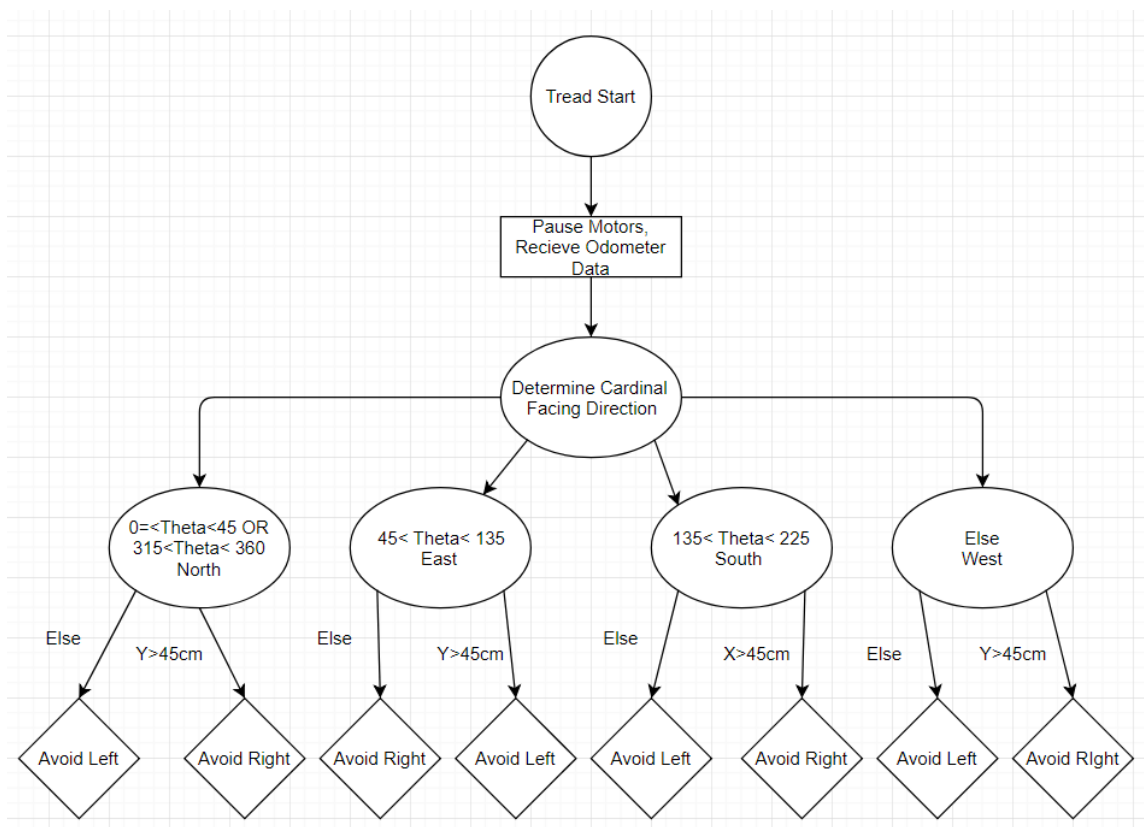 Tread Start
Pause Motors,
Recieve Odometer
Data
Determine Cardinal
Facing Direction
0=<Theta<45 OR
315<Theta< 360
North
45< Theta< 135
East
135< Theta< 225
South
Else
West
Else
Y>45cm
Else
Y>45cm
Else
X>45cm
Else
Y>45cm
Avoid Left
Avoid Right
Avoid Right
Avoid Left
Avoid Left
Avoid Right
Avoid Left
Avoid RIght